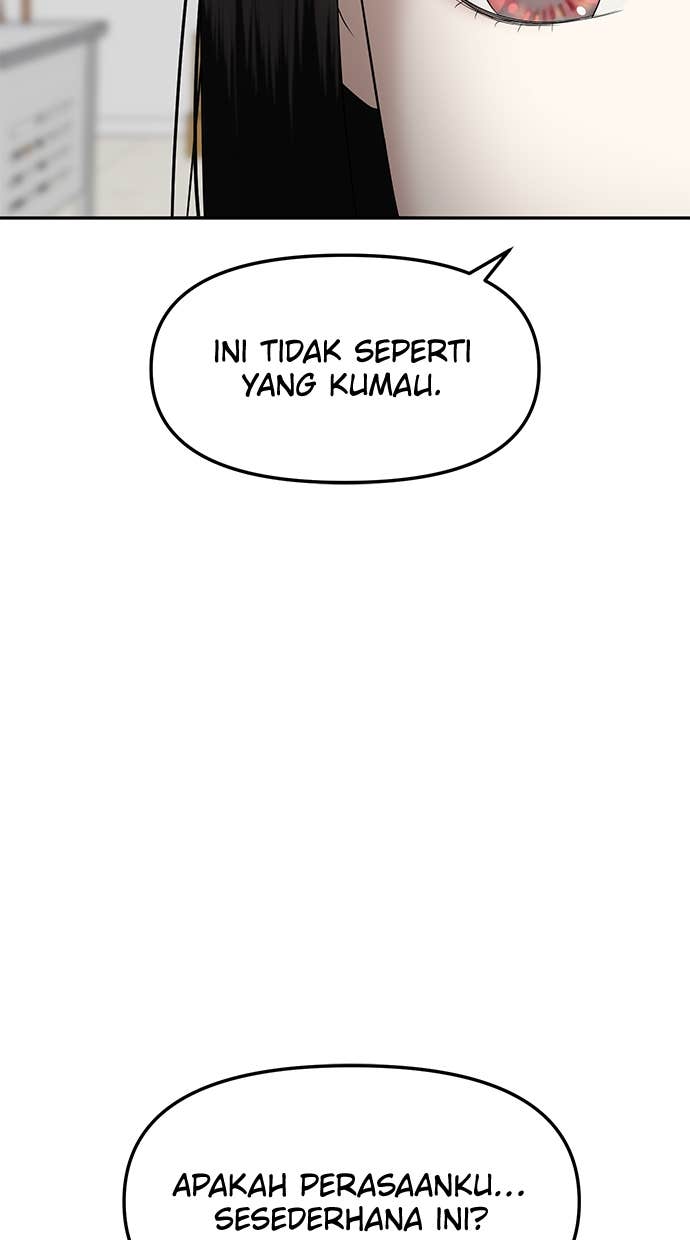 INI TIDAK SEPERTI
YANG KUMAU.
APAKAH PERASAANKU...
SESEDERHANA INI?